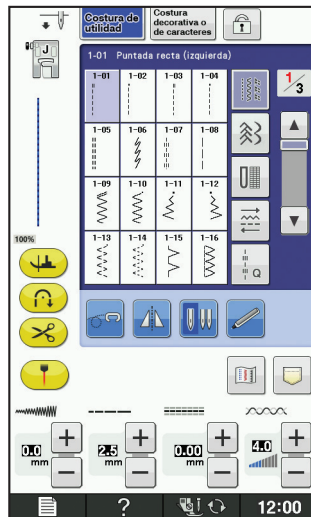 Costura de utilidad
Costura decorativa o de caracteres
J
1-01 Puntada recta (izquierda)
1-01 1-02 1-03 1-04
1/3
1-05 1-06 1-07 1-08
1-09 1-10 1-11 1-12
1-13 1-14 1-15 1-16
Q
100%
0.0 mm
2.5 mm
0.00 mm
4.0
?
12:00